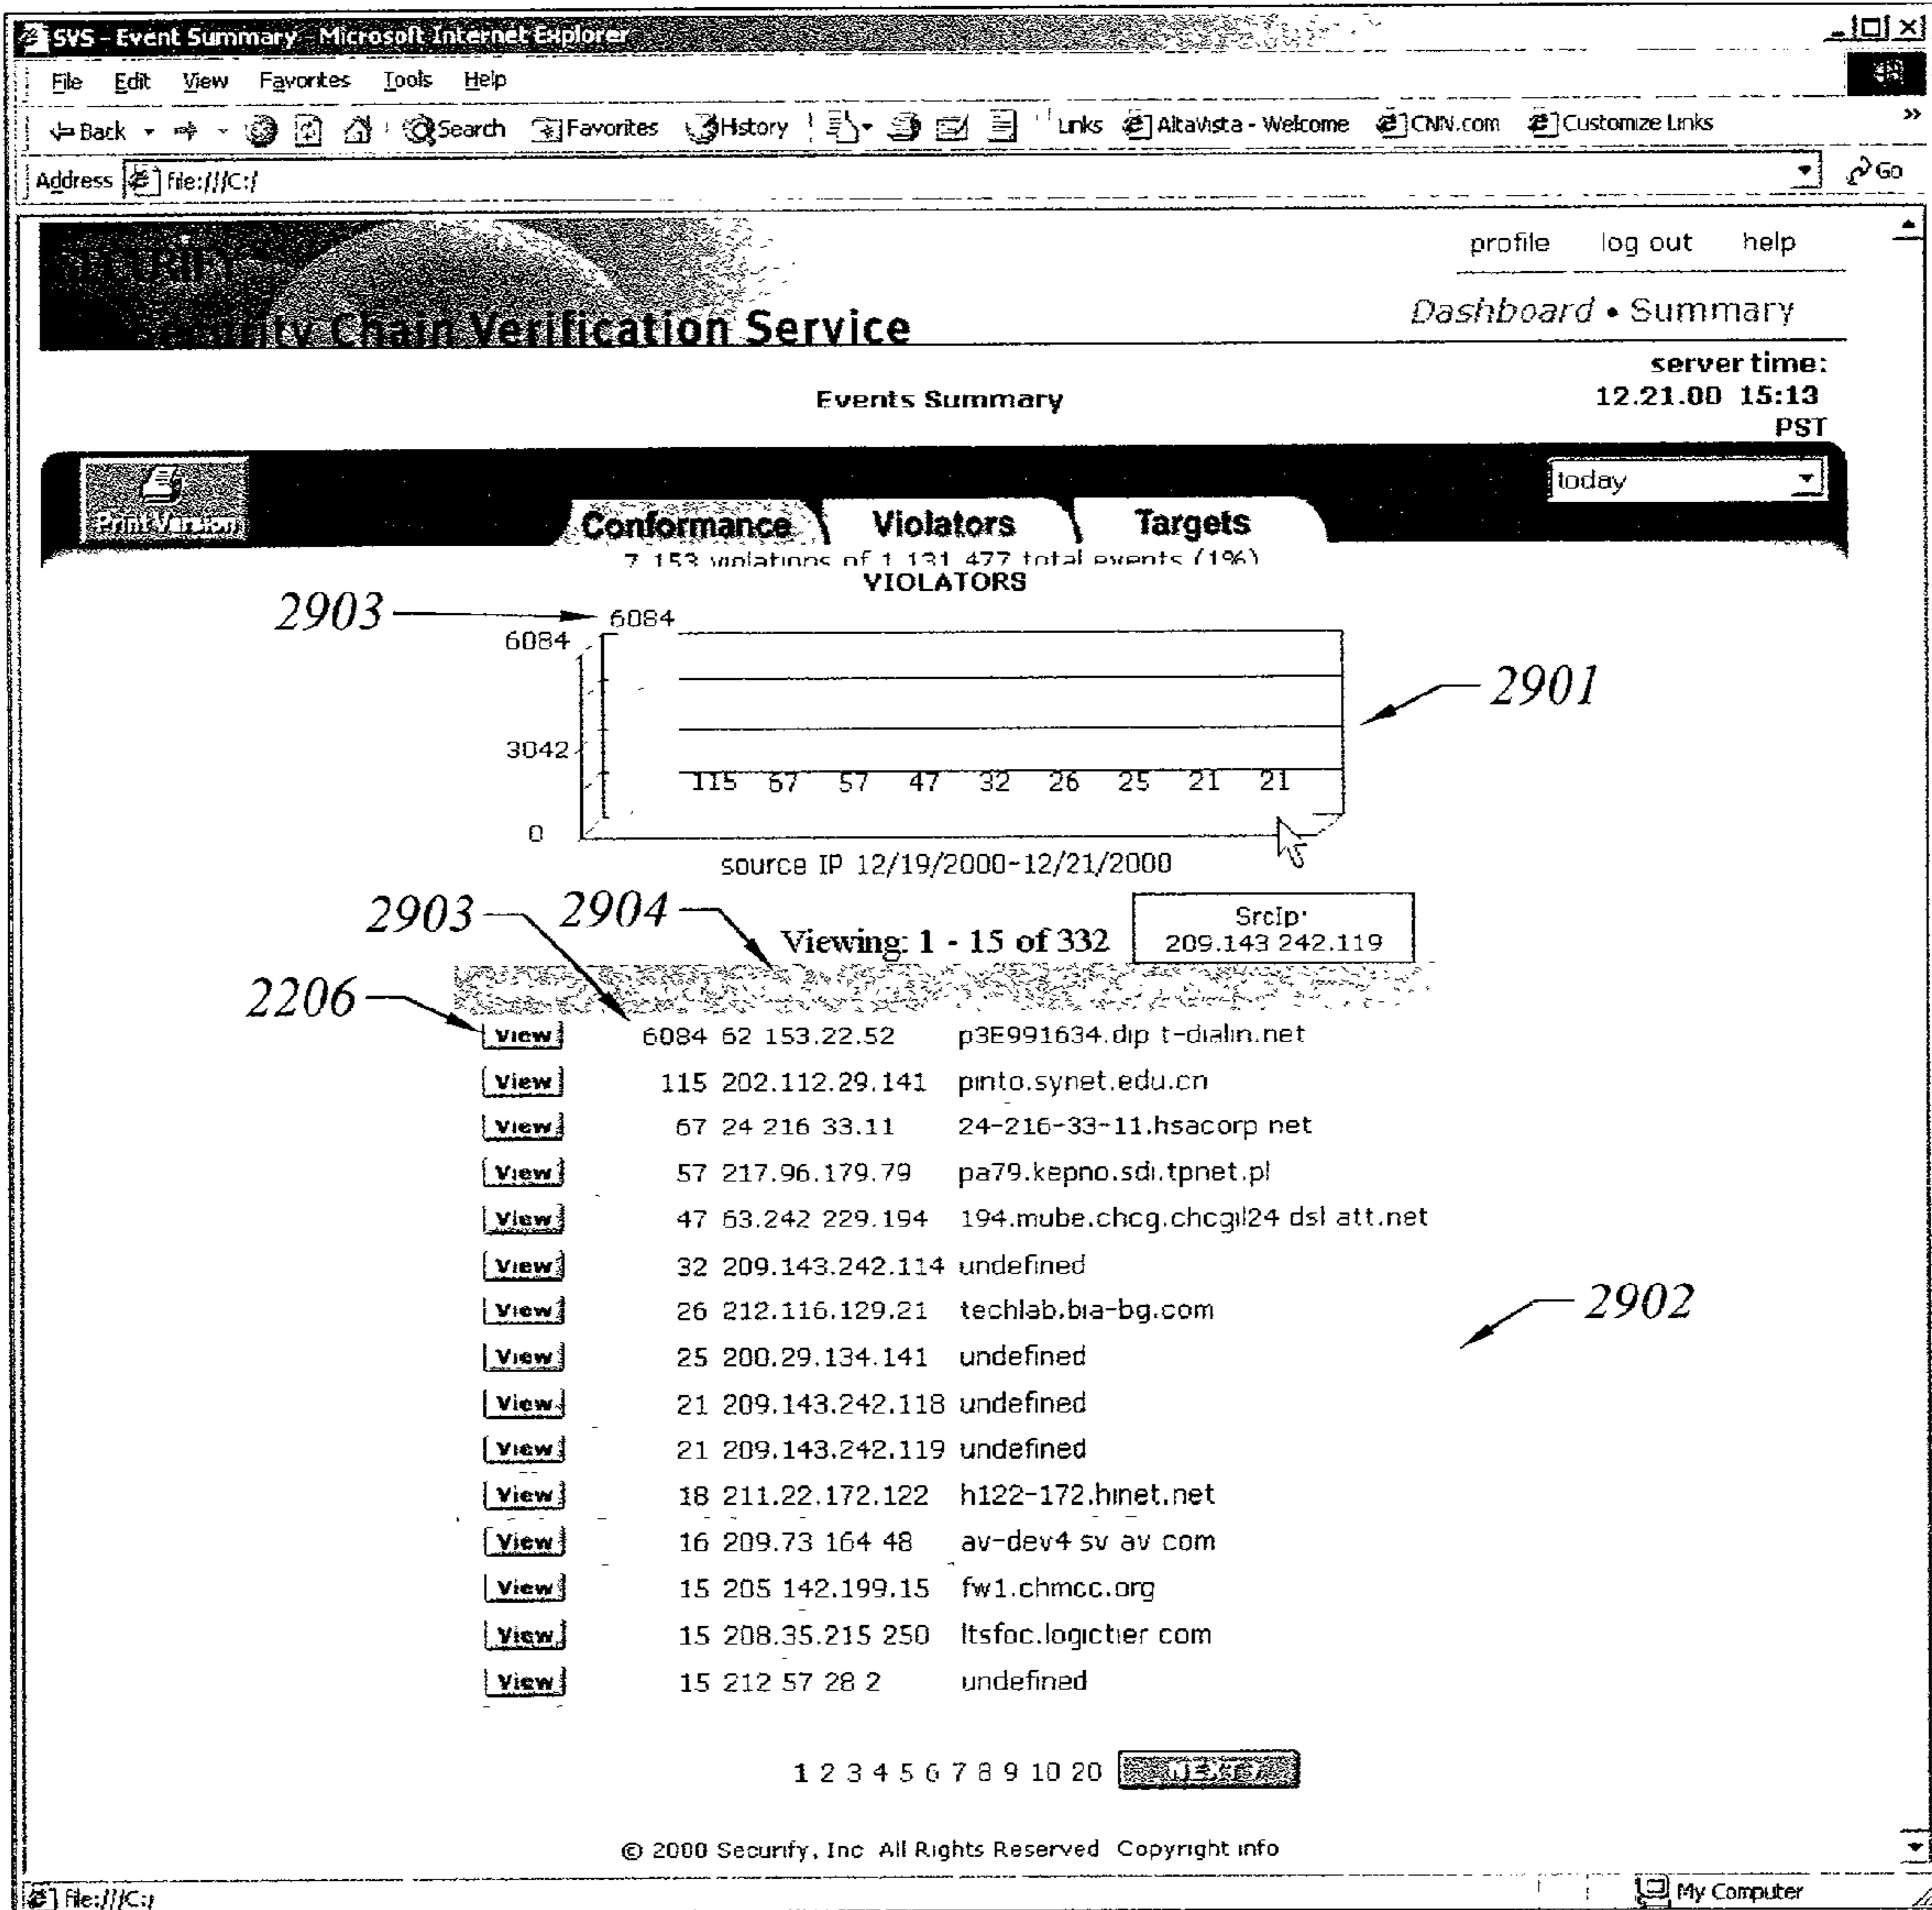 SVS - Event Summary - Microsoft Internet Explorer
File Edit View Favorites Tools Help
Back Search Favorites History Links AltaVista - Welcome CNN.com Customize Links »
Address file:///C:/ Go
SECURIFY
profile log out help
Security Chain Verification Service
Dashboard • Summary
server time:
12.21.00 15:13
PST
Events Summary
Print Version
today
Conformance Violators Targets
7 153 violations of 1 131 477 total events (1%)
VIOLATORS
2903
6084
6084
2901
3042
115 67 57 47 32 26 25 21 21
0
source IP 12/19/2000-12/21/2000
2903 2904
Viewing: 1 - 15 of 332
SrcIp:
209.143 242.119
2206
View 6084 62 153.22.52 p3E991634.dip t-dialin.net
View 115 202.112.29.141 pinto.synet.edu.cn
View 67 24 216 33.11 24-216-33-11.hsacorp net
View 57 217.96.179.79 pa79.kepno.sdi.tpnet.pl
View 47 63.242 229.194 194.mube.chcg.chcgil24 dsl att.net
View 32 209.143.242.114 undefined
View 26 212.116.129.21 techlab.bia-bg.com
2902
View 25 200.29.134.141 undefined
View 21 209.143.242.118 undefined
View 21 209.143.242.119 undefined
View 18 211.22.172.122 h122-172.hinet.net
View 16 209.73 164 48 av-dev4 sv av com
View 15 205 142.199.15 fw1.chmcc.org
View 15 208.35.215 250 ltsfoc.logictier com
View 15 212 57 28 2 undefined
1 2 3 4 5 6 7 8 9 10 20 NEXT >
© 2000 Securify, Inc All Rights Reserved Copyright info
file:///C:/ My Computer